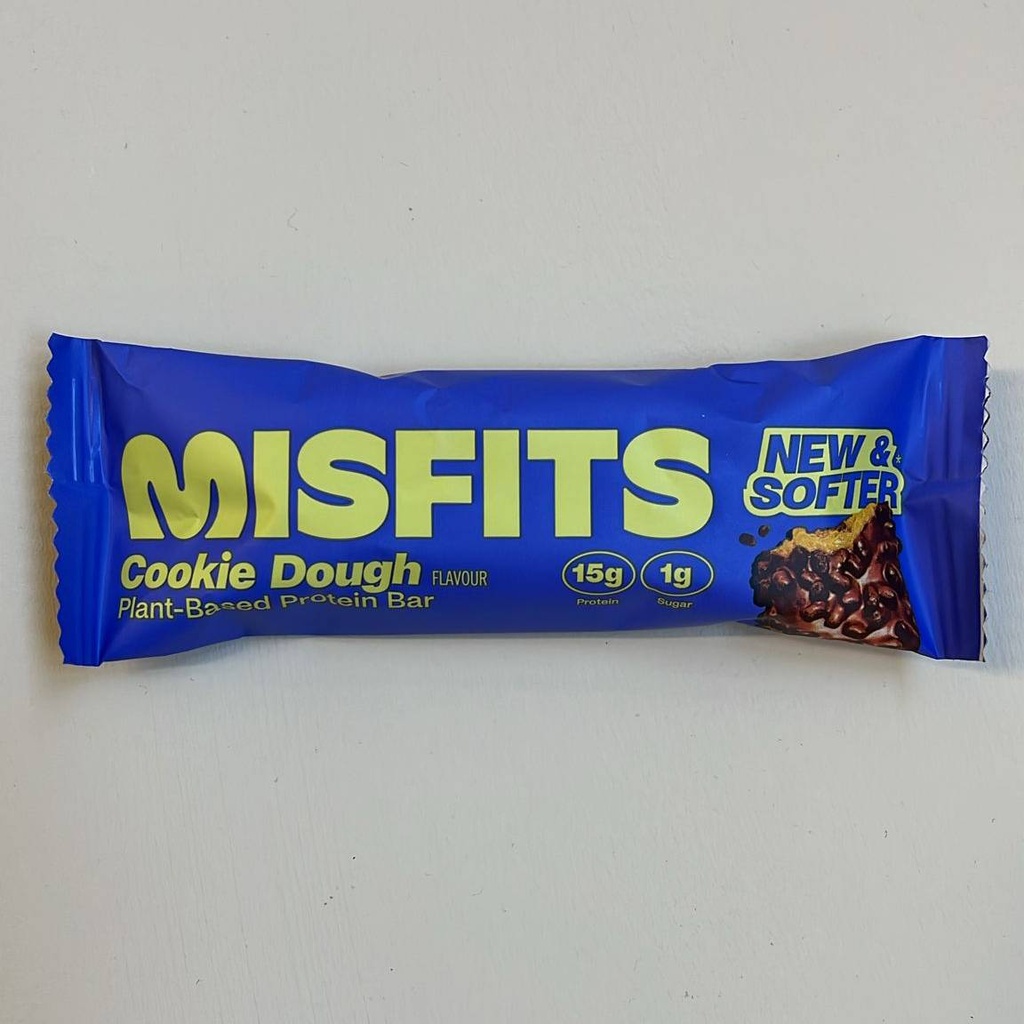 MISFITS
Cookie Dough FLAVOUR
Plant-Based Protein Bar
15g
Protein
1g
Sugar
NEW &*
SOFTER